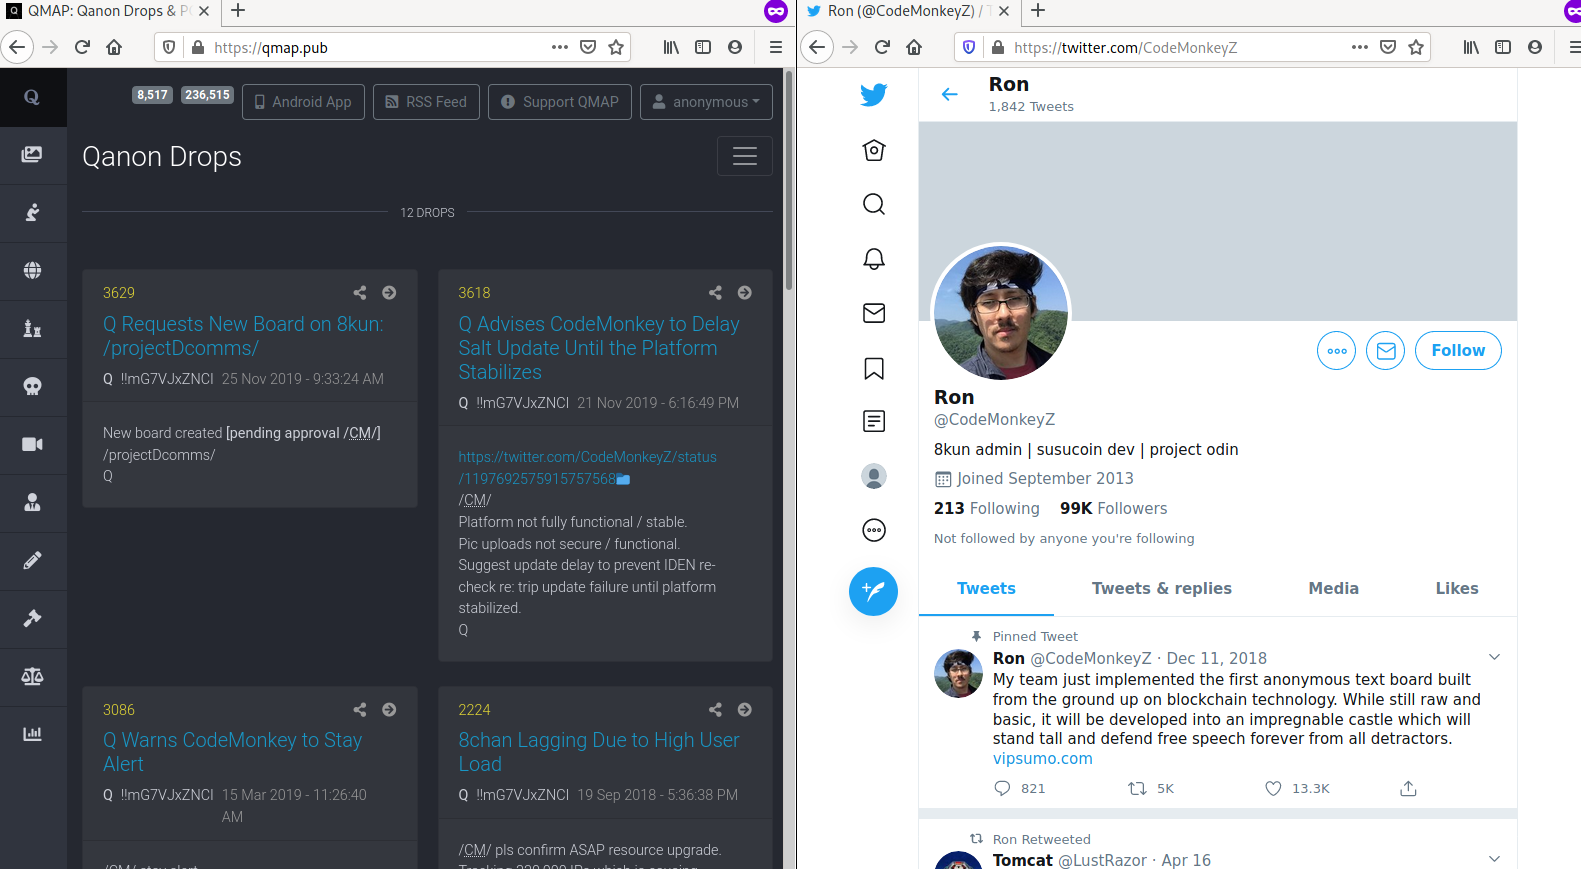 QMAP: Qanon Drops & P
https://qmap.pub
Q
8,517
236,515
Android App
RSS Feed
Support QMAP
anonymous
Qanon Drops
12 DROPS
3629
Q Requests New Board on 8kun:
/projectDcomms/
Q !!mG7VJxZNCI 25 Nov 2019 - 9:33:24 AM
New board created [pending approval /CM/]
/projectDcomms/
Q
3618
Q Advises CodeMonkey to Delay
Salt Update Until the Platform
Stabilizes
Q !!mG7VJxZNCI 21 Nov 2019 - 6:16:49 PM
https://twitter.com/CodeMonkeyZ/status
/1197692575915757568
/CM/
Platform not fully functional / stable.
Pic uploads not secure / functional.
Suggest update delay to prevent IDEN re-
check re: trip update failure until platform
stabilized.
Q
3086
Q Warns CodeMonkey to Stay
Alert
Q !!mG7VJxZNCI 15 Mar 2019 - 11:26:40
AM
/CM/ stay alert
2224
8chan Lagging Due to High User
Load
Q !!mG7VJxZNCI 19 Sep 2018 - 5:36:38 PM
/CM/ pls confirm ASAP resource upgrade.
Ron (@CodeMonkeyZ) / T
https://twitter.com/CodeMonkeyZ
Ron
1,842 Tweets
Follow
Ron
@CodeMonkeyZ
8kun admin | susucoin dev | project odin
Joined September 2013
213 Following 99K Followers
Not followed by anyone you're following
Tweets
Tweets & replies
Media
Likes
Pinned Tweet
Ron @CodeMonkeyZ · Dec 11, 2018
My team just implemented the first anonymous text board built
from the ground up on blockchain technology. While still raw and
basic, it will be developed into an impregnable castle which will
stand tall and defend free speech forever from all detractors.
vipsumo.com
821
5K
13.3K
Ron Retweeted
Tomcat @LustRazor · Apr 16